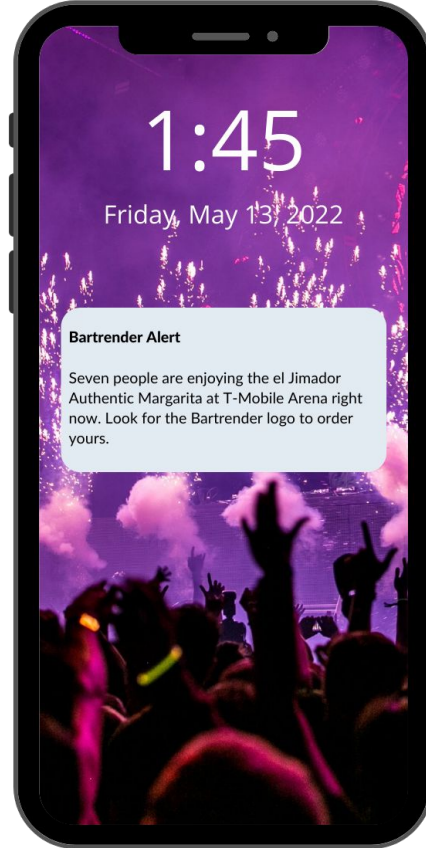 1:45
Friday, May 13, 2022
Bartrender Alert
Seven people are enjoying the el Jimador
Authentic Margarita at T-Mobile Arena right
now. Look for the Bartrender logo to order
yours.